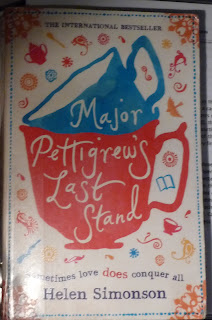 THE INTERNATIONAL BESTSELLER
Major
Pettigrew's
Last
Stand
sometimes love does conquer all
Helen Simonson